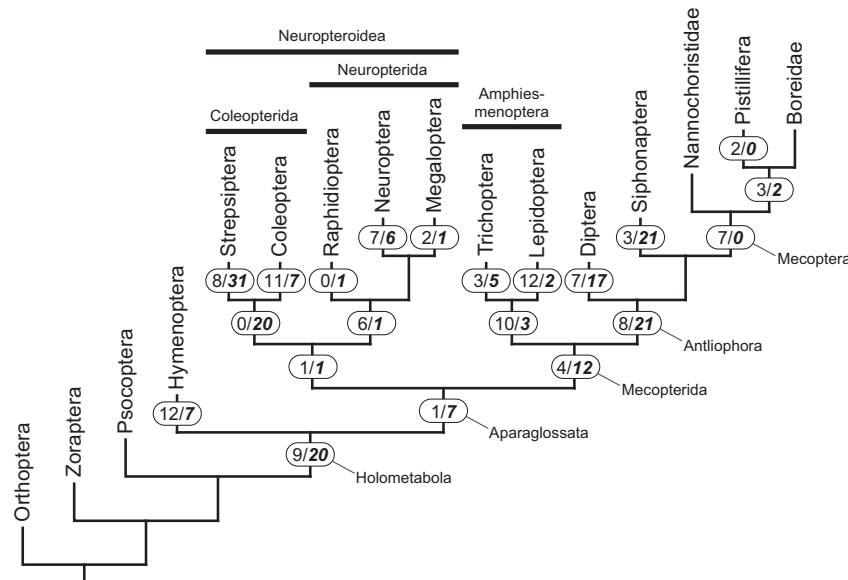 Neuropteroidea
Neuropterida
Amphies-
menoptera
Coleopterida
Orthoptera
Zoraptera
Psocoptera
Hymenoptera
Strepsiptera
Coleoptera
Raphidioptera
Neuroptera
Megaloptera
Trichoptera
Lepidoptera
Diptera
Siphonaptera
Nannochoristidae
Pistillifera
Boreidae
2/0
3/2
7/6
2/1
3/21
7/0
Mecoptera
8/31
11/7
0/1
3/5
12/2
7/17
0/20
6/1
10/3
8/21
Antliophora
1/1
4/12
Mecopterida
12/7
1/7
Aparaglossata
9/20
Holometabola